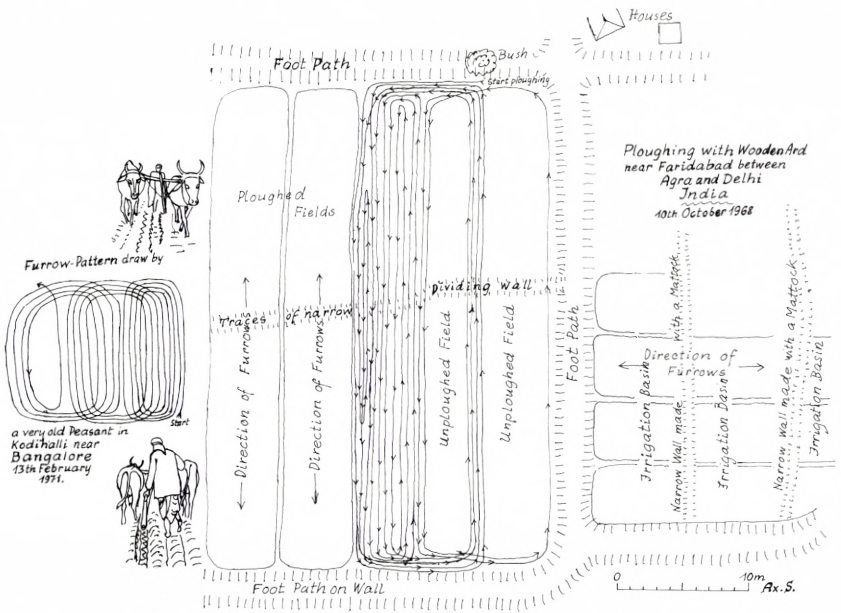 Houses
Foot Path
Bush
Start ploughing
Ploughing with Wooden Ard
near Faridabad between
Agra and Delhi
India
10th October 1968
Ploughed
Fields
Furrow-Pattern draw by
Start
a very old Peasant in
Kodihalli near
Bangalore
13th February
1971.
Traces of narrow
Dividing Wall
Direction of Furrows
Direction of Furrows
Unploughed Field
Unploughed Field
Foot Path
Direction of
Furrows
Irrigation Basin
Narrow Wall made with a Mattock
Irrigation Basin
Narrow Wall made with a Mattock
Irrigation Basin
Foot Path on Wall
0 10m
Ax.S.